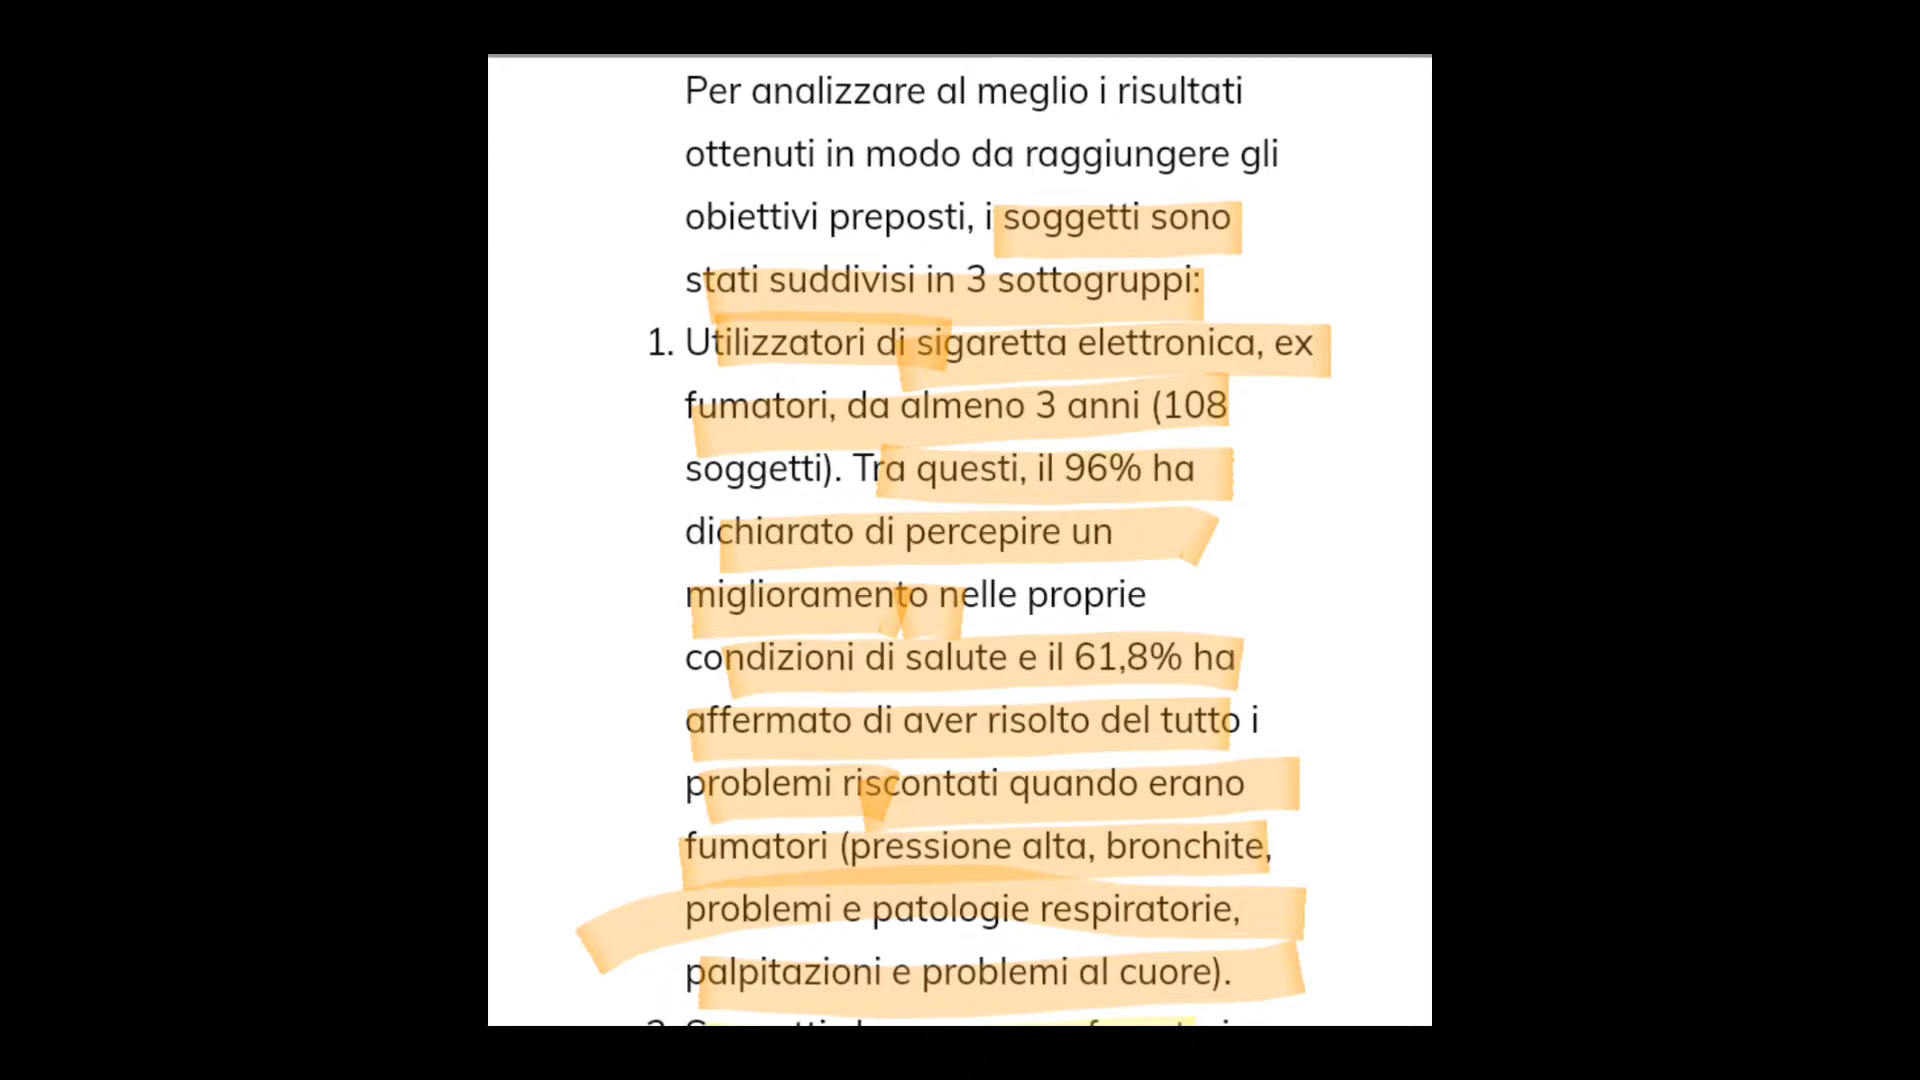 Per analizzare al meglio i risultati
ottenuti in modo da raggiungere gli
obiettivi preposti, i soggetti sono
stati suddivisi in 3 sottogruppi:
1. Utilizzatori di sigaretta elettronica, ex
fumatori, da almeno 3 anni (108
soggetti). Tra questi, il 96% ha
dichiarato di percepire un
miglioramento nelle proprie
condizioni di salute e il 61,8% ha
affermato di aver risolto del tutto i
problemi riscontati quando erano
fumatori (pressione alta, bronchite,
problemi e patologie respiratorie,
palpitazioni e problemi al cuore).